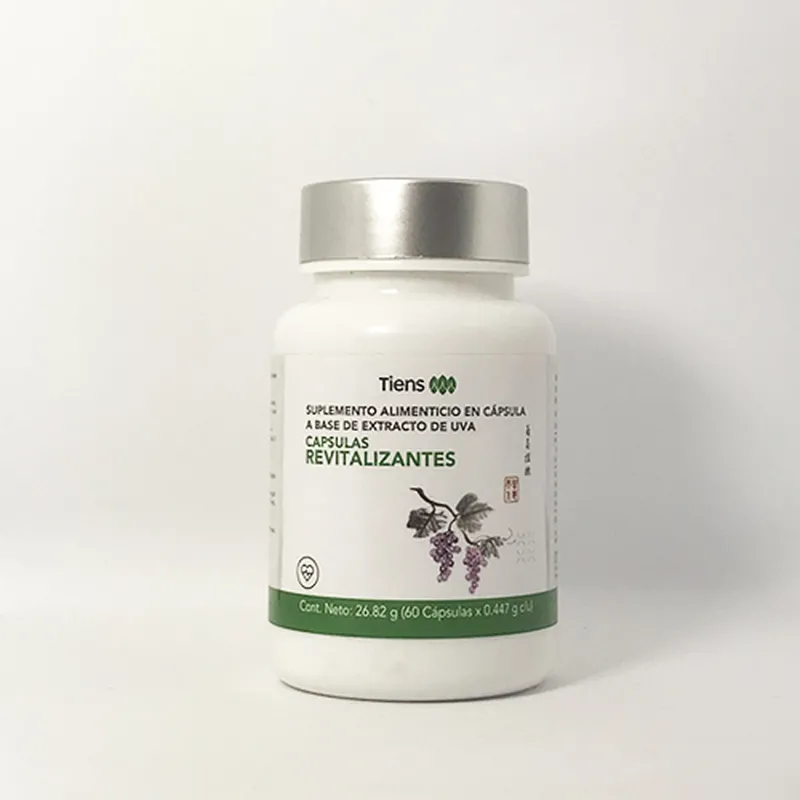 Tiens
SUPLEMENTO ALIMENTICIO EN CÁPSULA
A BASE DE EXTRACTO DE UVA
CAPSULAS
REVITALIZANTES
Cont. Neto: 26.82 g (60 Cápsulas x 0.447 g c/u)